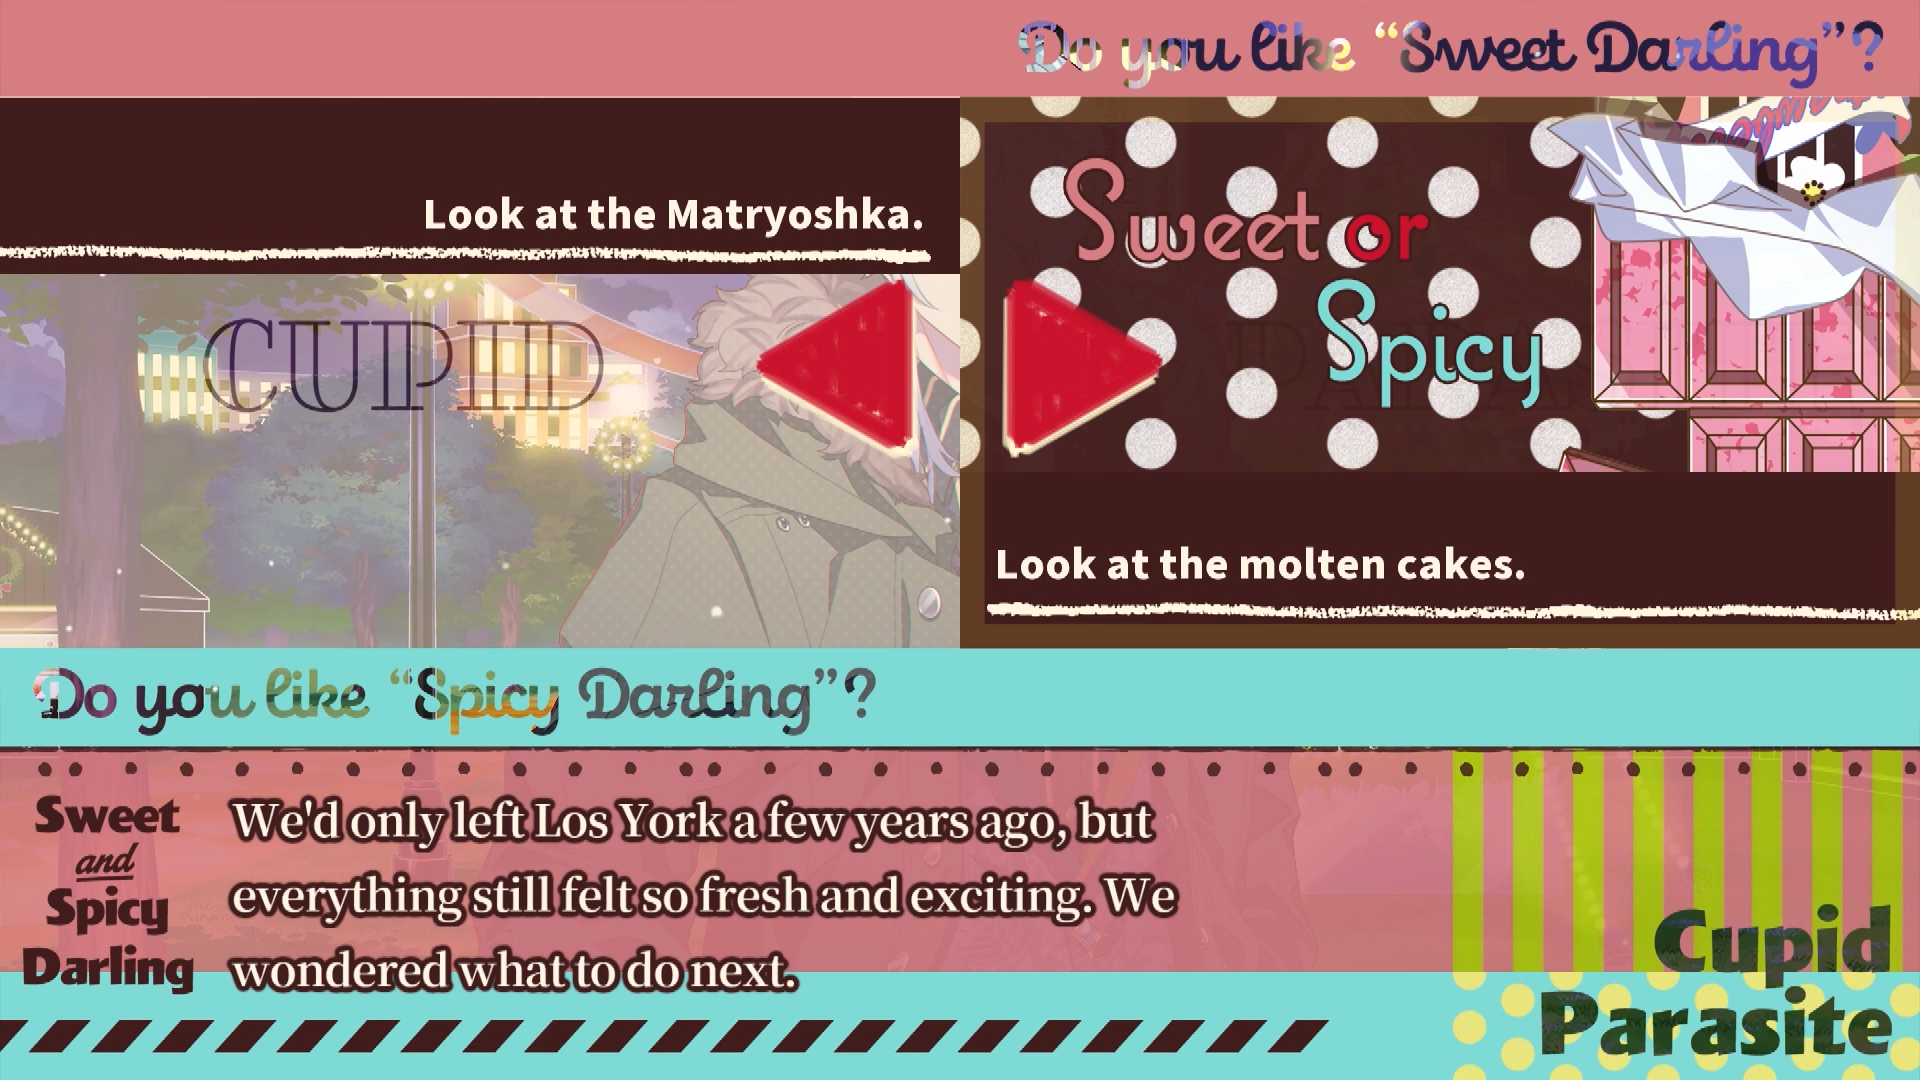 Do you like “Sweet Darling”?
Look at the Matryoshka.
CUPID
Sweet or
Spicy
Look at the molten cakes.
Do you like “Spicy Darling”?
Sweet
and
Spicy
Darling
We'd only left Los York a few years ago, but
everything still felt so fresh and exciting. We
wondered what to do next.
Cupid
Parasite